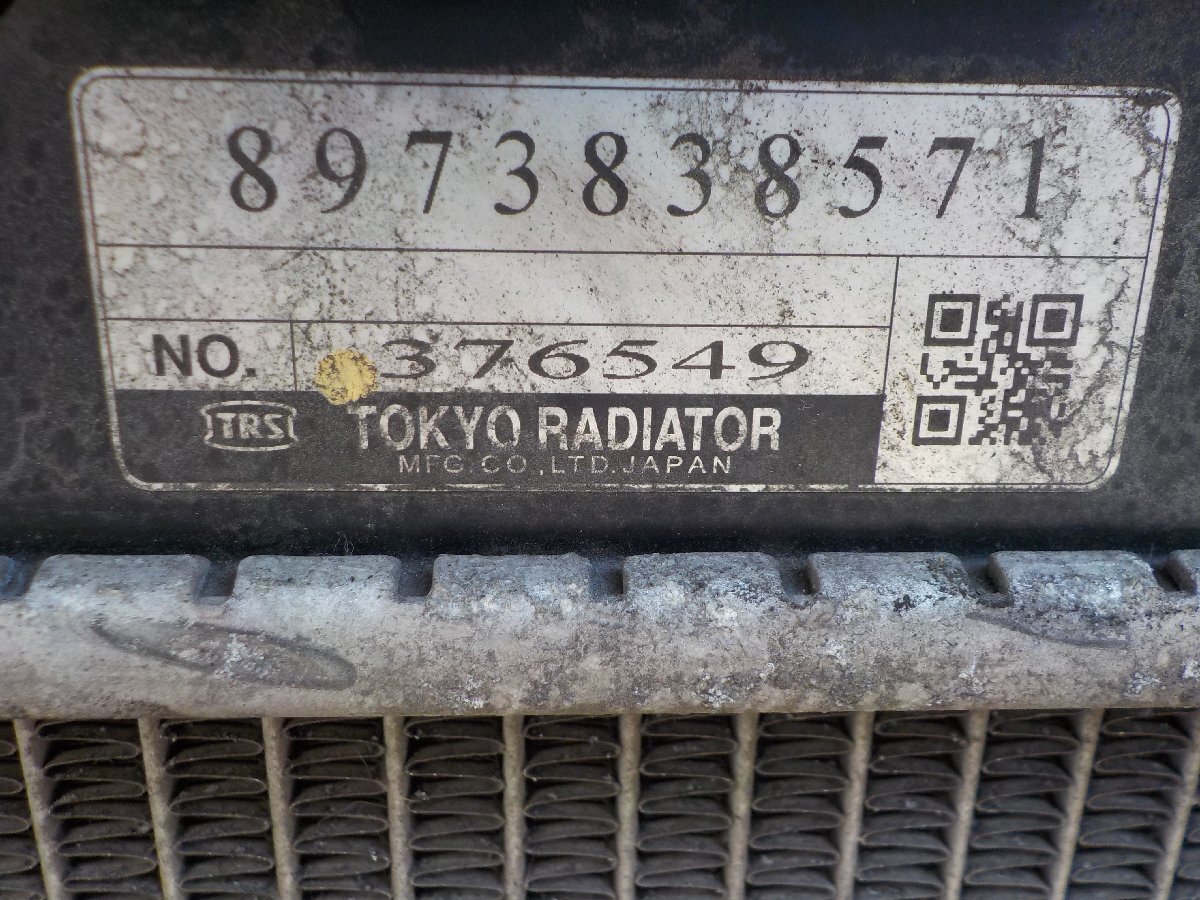 8973838571
NO. 376549
TRS TOKYO RADIATOR
MFG.CO.,LTD.JAPAN